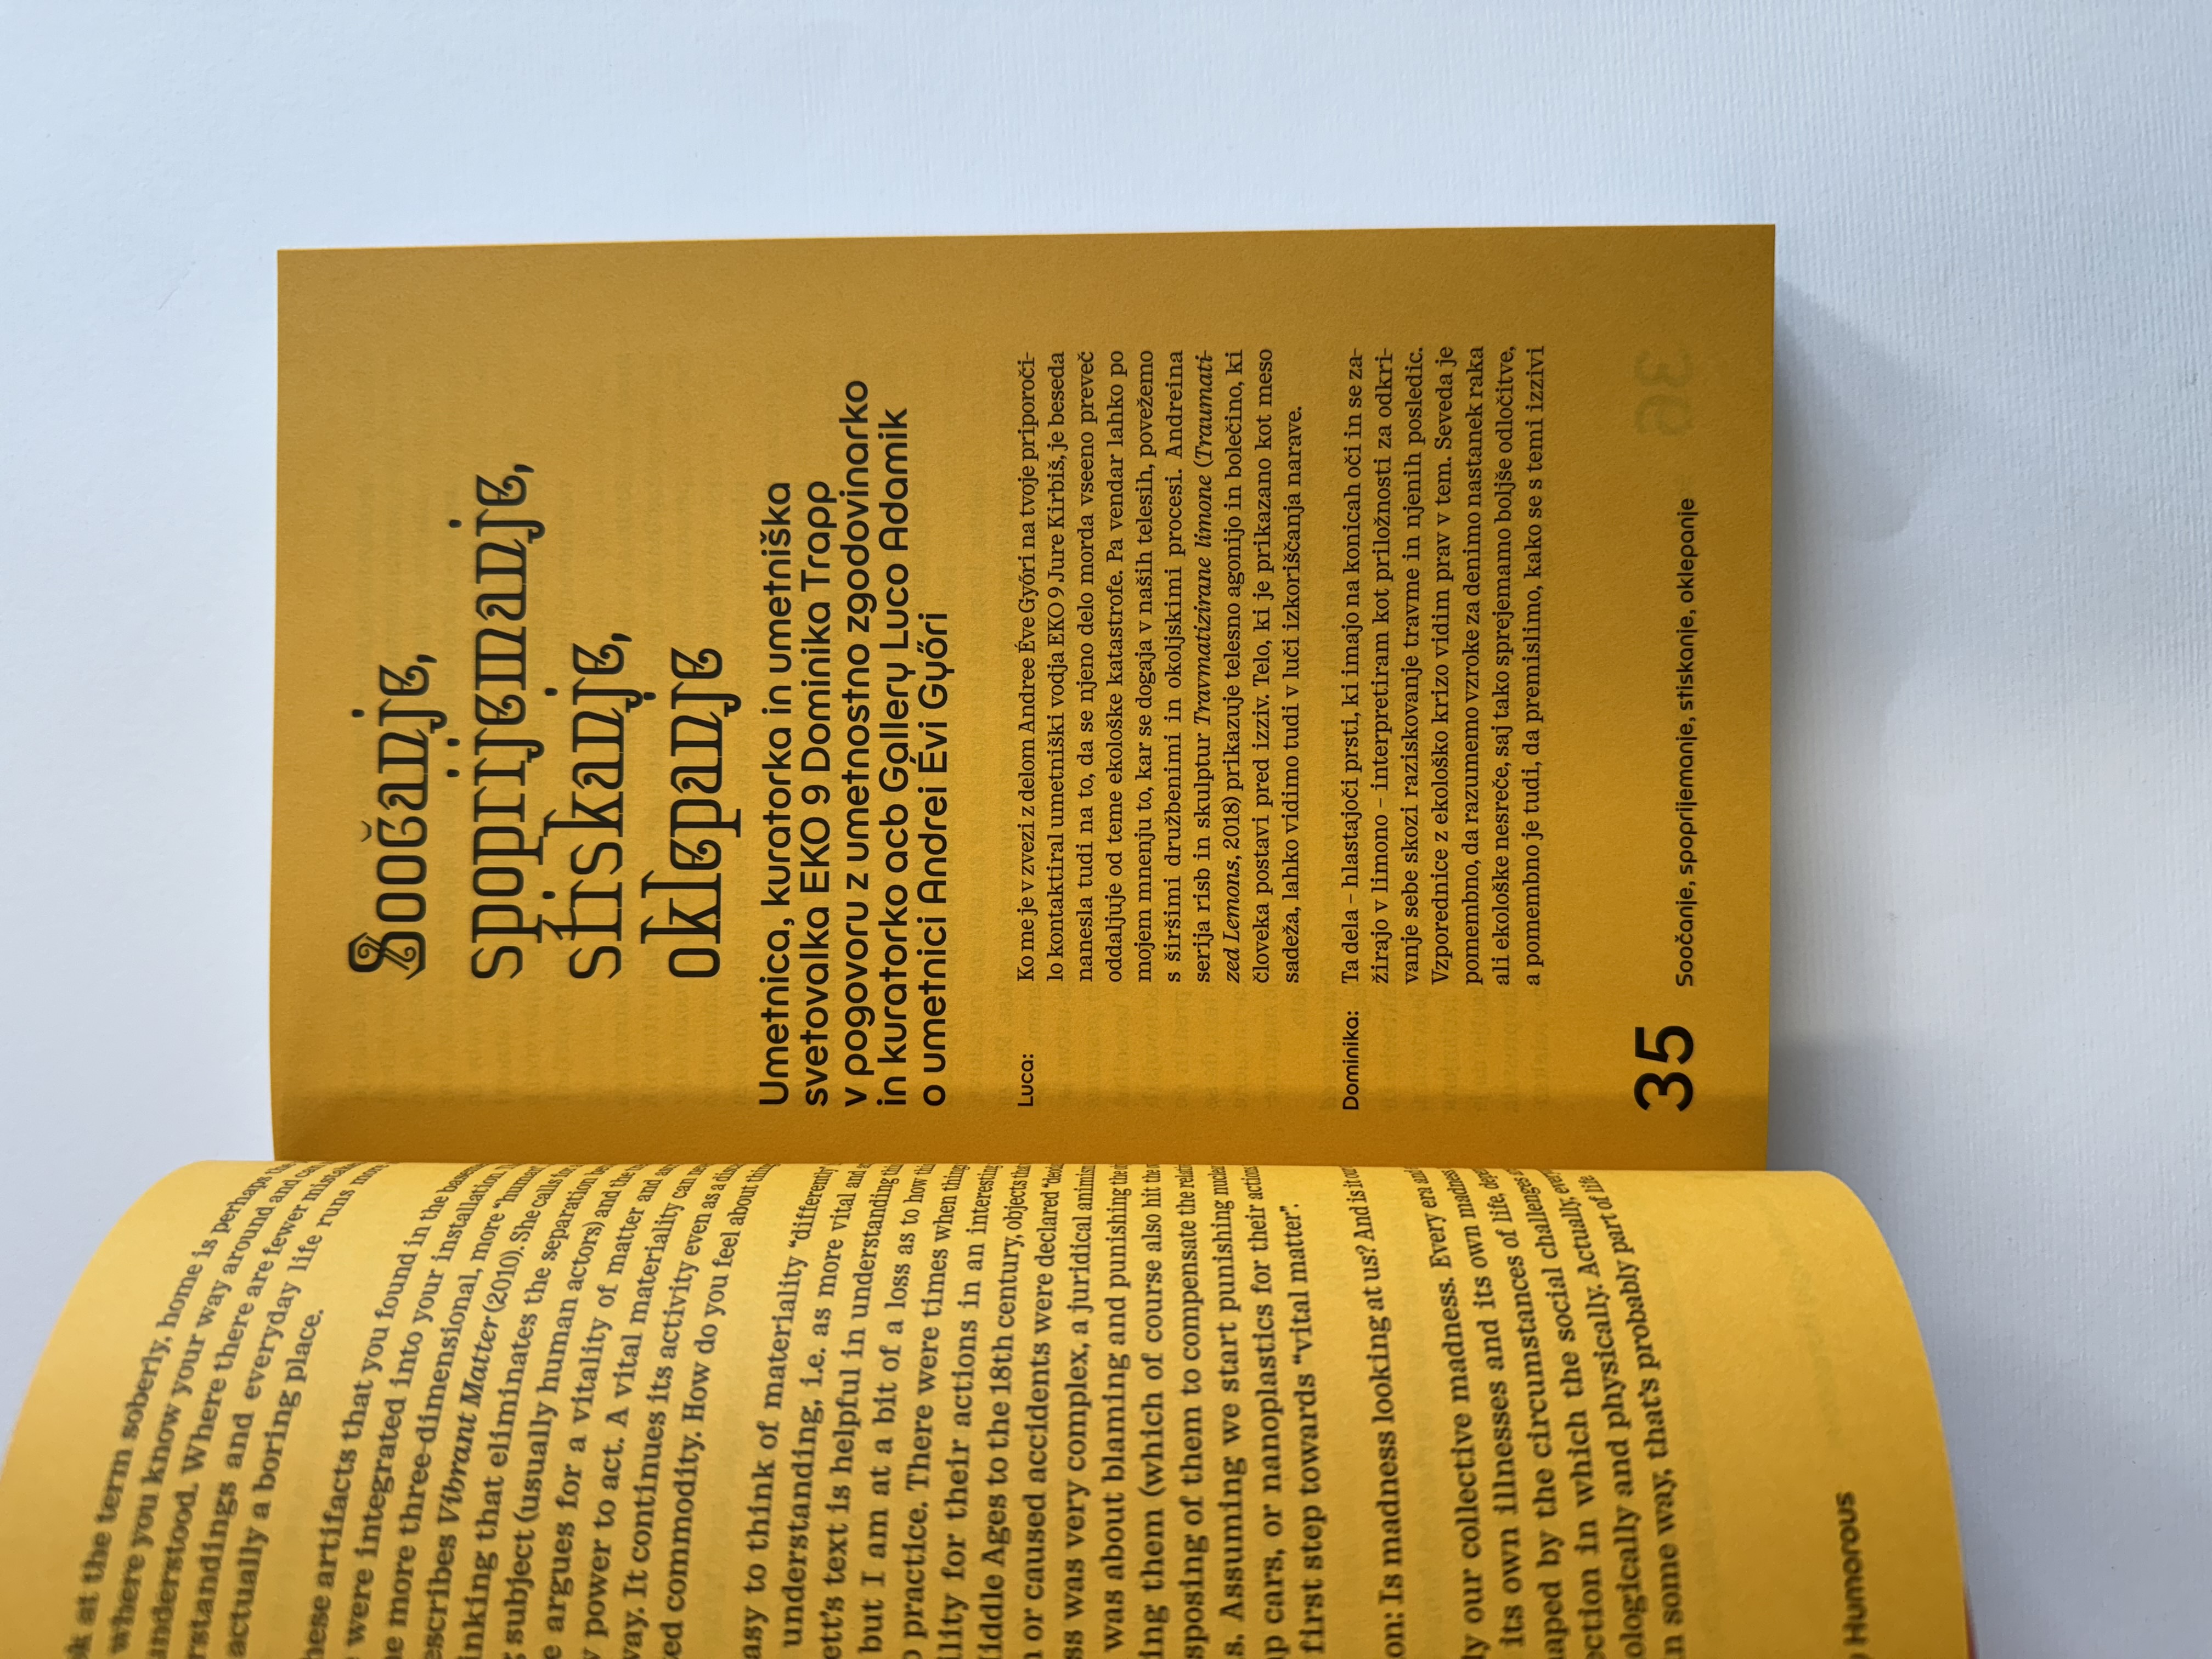 at the term soberly, home is perhaps
where you know your way around and
understood. Where there are fewer
and everyday life runs more
actually a boring place.
artifacts that you found in the
were integrated into your installation
more three-dimensional, more “human
Vibrant Matter (2010). She calls for
that eliminates the separation
subject (usually human actors) and the
argues for a vitality of matter and
power to act. A vital materiality can
It continues its activity even as a
commodity. How do you feel about
to think of materiality “differently”
understanding, i.e. as more vital and
text is helpful in understanding
but I am at a bit of a loss as to how
practice. There were times when
for their actions in an interesting
Ages to the 18th century, objects
or caused accidents were declared
was very complex, a juridical
was about blaming and punishing the
them (which of course also hit the
of them to compensate the
Assuming we start punishing
cars, or nanoplastics for their actions
first step towards “vital matter”.
Is madness looking at us? And is it
our collective madness. Every era and
its own illnesses and its own madness
by the circumstances of life,
in which the social challenges
and physically. Actually,
in some way, that’s probably part of life
Humorous
Soočanje,
spoprijemanje,
stiskanje,
oklepanje
Umetnica, kuratorka in umetniška
svetovalka EKO 9 Dominika Trapp
v pogovoru z umetnostno zgodovinarko
in kuratorko acb Gallery Luco Adamik
o umetnici Andrei Évi Győri
Luca: Ko me je v zvezi z delom Andree Éve Győri na tvoje priporoči-
lo kontaktiral umetniški vodja EKO 9 Jure Kirbiš, je beseda
nanesla tudi na to, da se njeno delo morda vseeno preveč
oddaljuje od teme ekološke katastrofe. Pa vendar lahko po
mojem mnenju to, kar se dogaja v naših telesih, povežemo
s širšimi družbenimi in okoljskimi procesi. Andreina
serija risb in skulptur Travmatizirane limone (Traumati-
zed Lemons, 2018) prikazuje telesno agonijo in bolečino, ki
človeka postavi pred izziv. Telo, ki je prikazano kot meso
sadeža, lahko vidimo tudi v luči izkoriščanja narave.
Dominika: Ta dela – hlastajoči prsti, ki imajo na konicah oči in se za-
žirajo v limono – interpretiram kot priložnosti za odkri-
vanje sebe skozi raziskovanje travme in njenih posledic.
Vzporednice z ekološko krizo vidim prav v tem. Seveda je
pomembno, da razumemo vzroke za denimo nastanek raka
ali ekološke nesreče, saj tako sprejemamo boljše odločitve,
a pomembno je tudi, da premislimo, kako se s temi izzivi
35 Soočanje, spoprijemanje, stiskanje, oklepanje